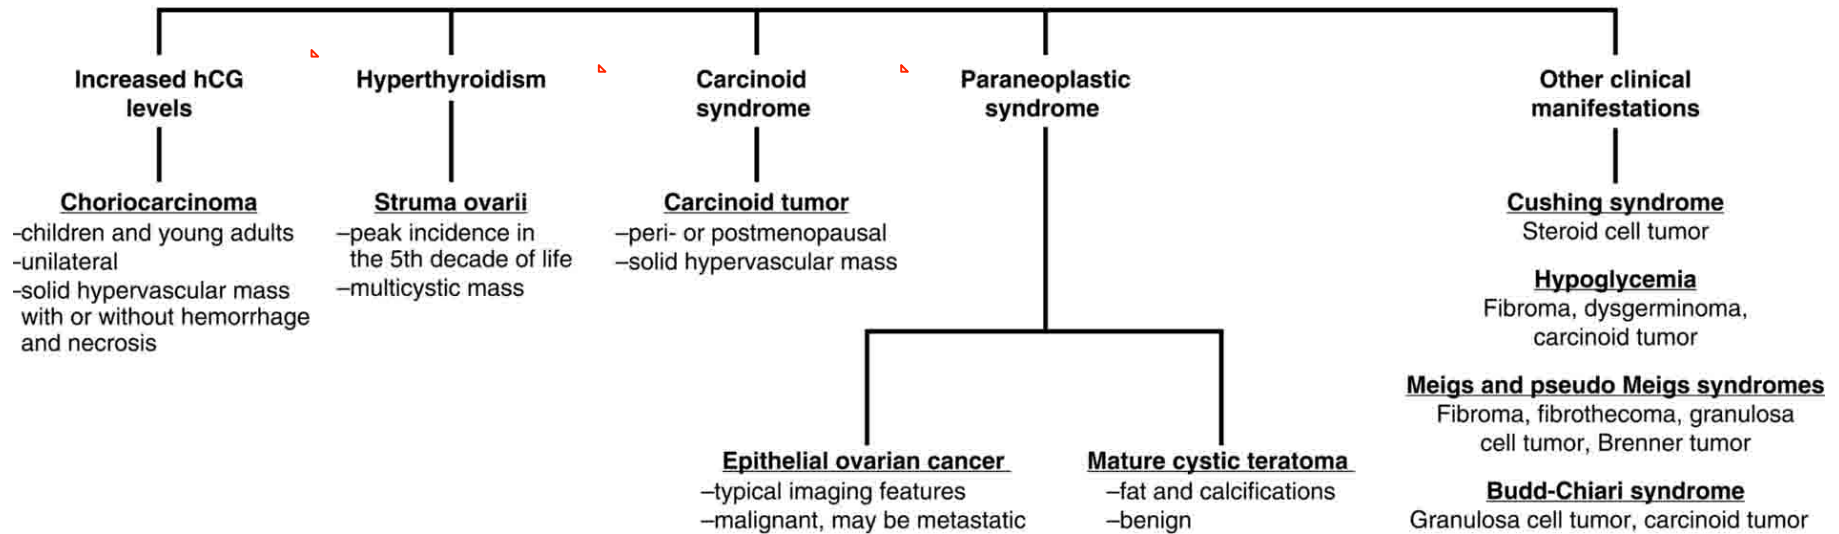 Increased hCG
levels
Choriocarcinoma
-children and young adults
-unilateral
-solid hypervascular mass
with or without hemorrhage
and necrosis
Hyperthyroidism
Struma ovarii
–peak incidence in
the 5th decade of life
–multicystic mass
Carcinoid
syndrome
Carcinoid tumor
–peri- or postmenopausal
–solid hypervascular mass
Paraneoplastic
syndrome
Epithelial ovarian cancer
–typical imaging features
–malignant, may be metastatic
Mature cystic teratoma
–fat and calcifications
–benign
Other clinical
manifestations
Cushing syndrome
Steroid cell tumor
Hypoglycemia
Fibroma, dysgerminoma,
carcinoid tumor
Meigs and pseudo Meigs syndromes
Fibroma, fibrothecoma, granulosa
cell tumor, Brenner tumor
Budd-Chiari syndrome
Granulosa cell tumor, carcinoid tumor